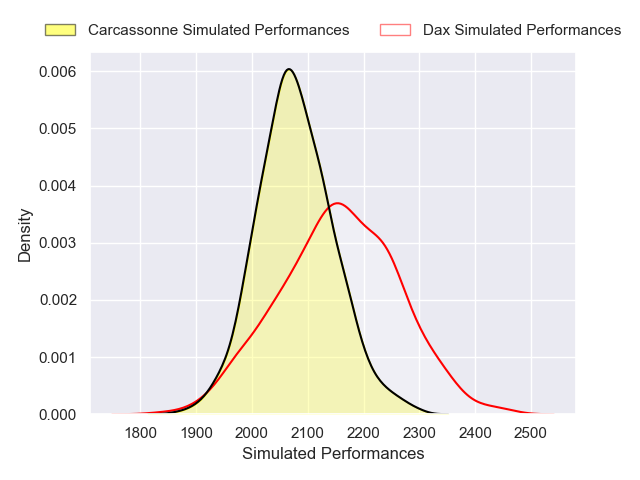 Carcassonne Simulated Performances
Dax Simulated Performances
0.006
0.005
0.004
0.003
0.002
0.001
0.000
Density
1800 1900 2000 2100 2200 2300 2400 2500
Simulated Performances